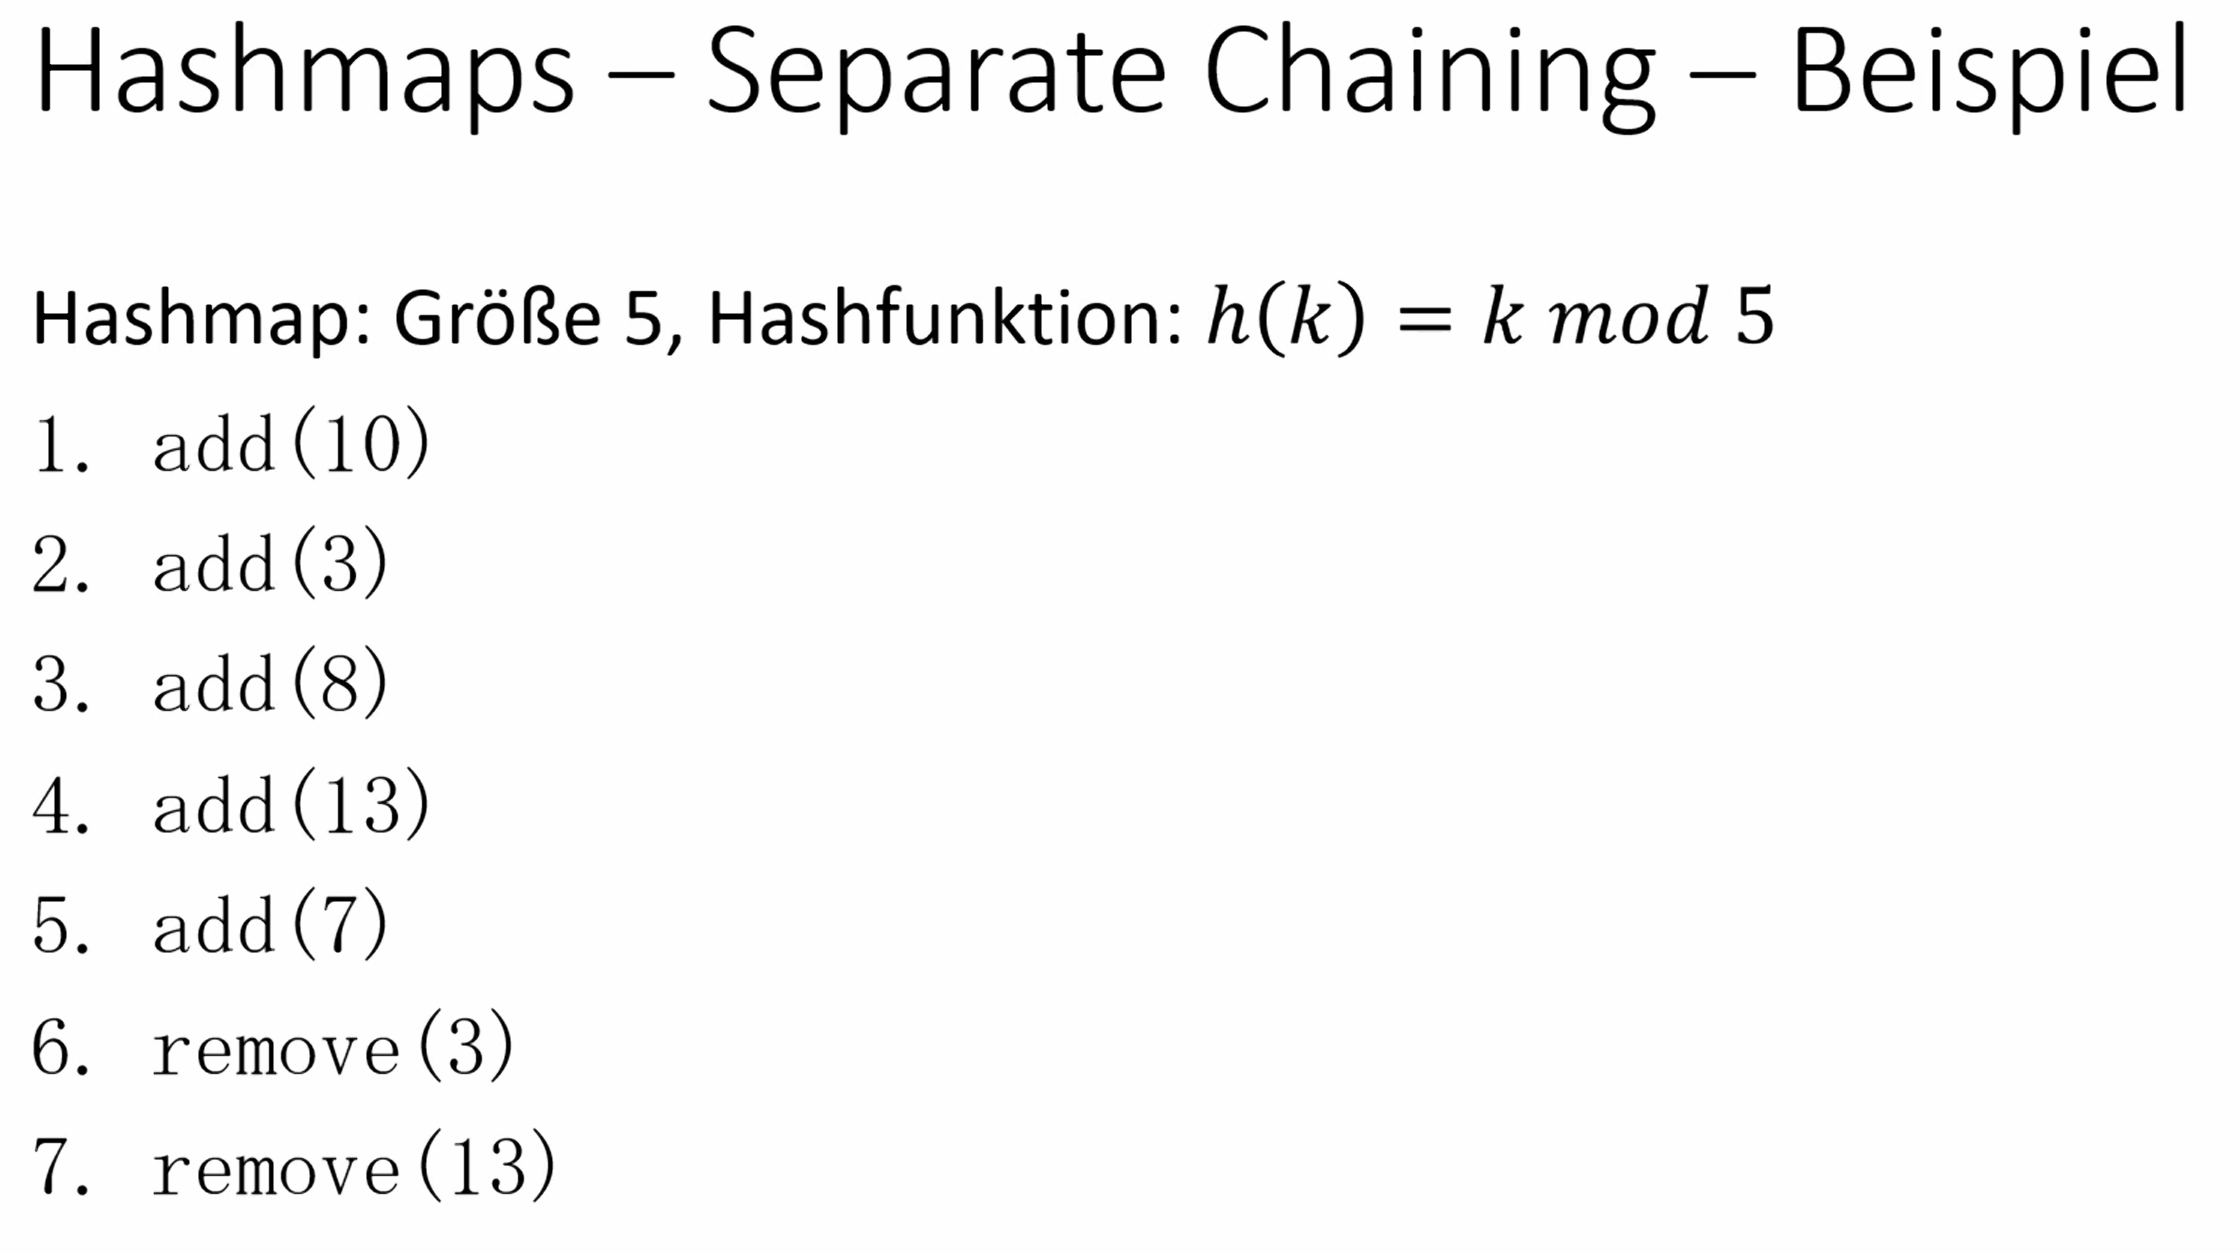 Hashmaps – Separate Chaining – Beispiel
Hashmap: Größe 5, Hashfunktion: h(k) = k mod 5
1. add(10)
2. add(3)
3. add(8)
4. add(13)
5. add(7)
6. remove(3)
7. remove(13)